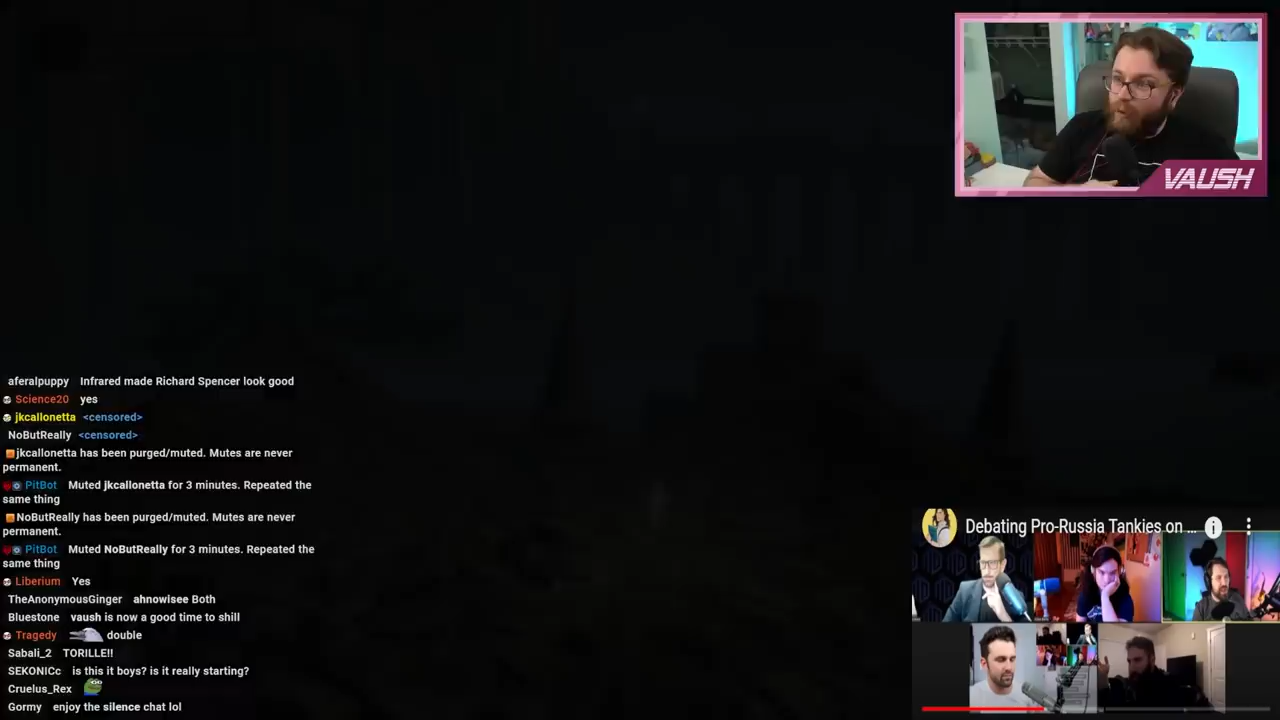 VAUSH
aferalpuppy Infrared made Richard Spencer look good
Science20 yes
jkcallonetta <censored>
NoButReally <censored>
jkcallonetta has been purged/muted. Mutes are never
permanent.
PitBot Muted jkcallonetta for 3 minutes. Repeated the
same thing
NoButReally has been purged/muted. Mutes are never
permanent.
PitBot Muted NoButReally for 3 minutes. Repeated the
same thing
Liberium Yes
TheAnonymousGinger ahnowisee Both
Bluestone vaush is now a good time to shill
Tragedy double
Sabali_2 TORILLE!!
SEKONICc is this it boys? is it really starting?
Cruelus_Rex
Gormy enjoy the silence chat lol
Debating Pro-Russia Tankies on ...